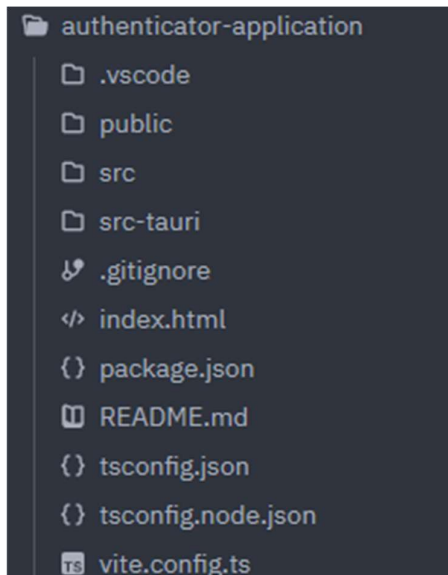 authenticator-application
.vscode
public
src
src-tauri
.gitignore
index.html
package.json
README.md
tsconfig.json
tsconfig.node.json
TS vite.config.ts